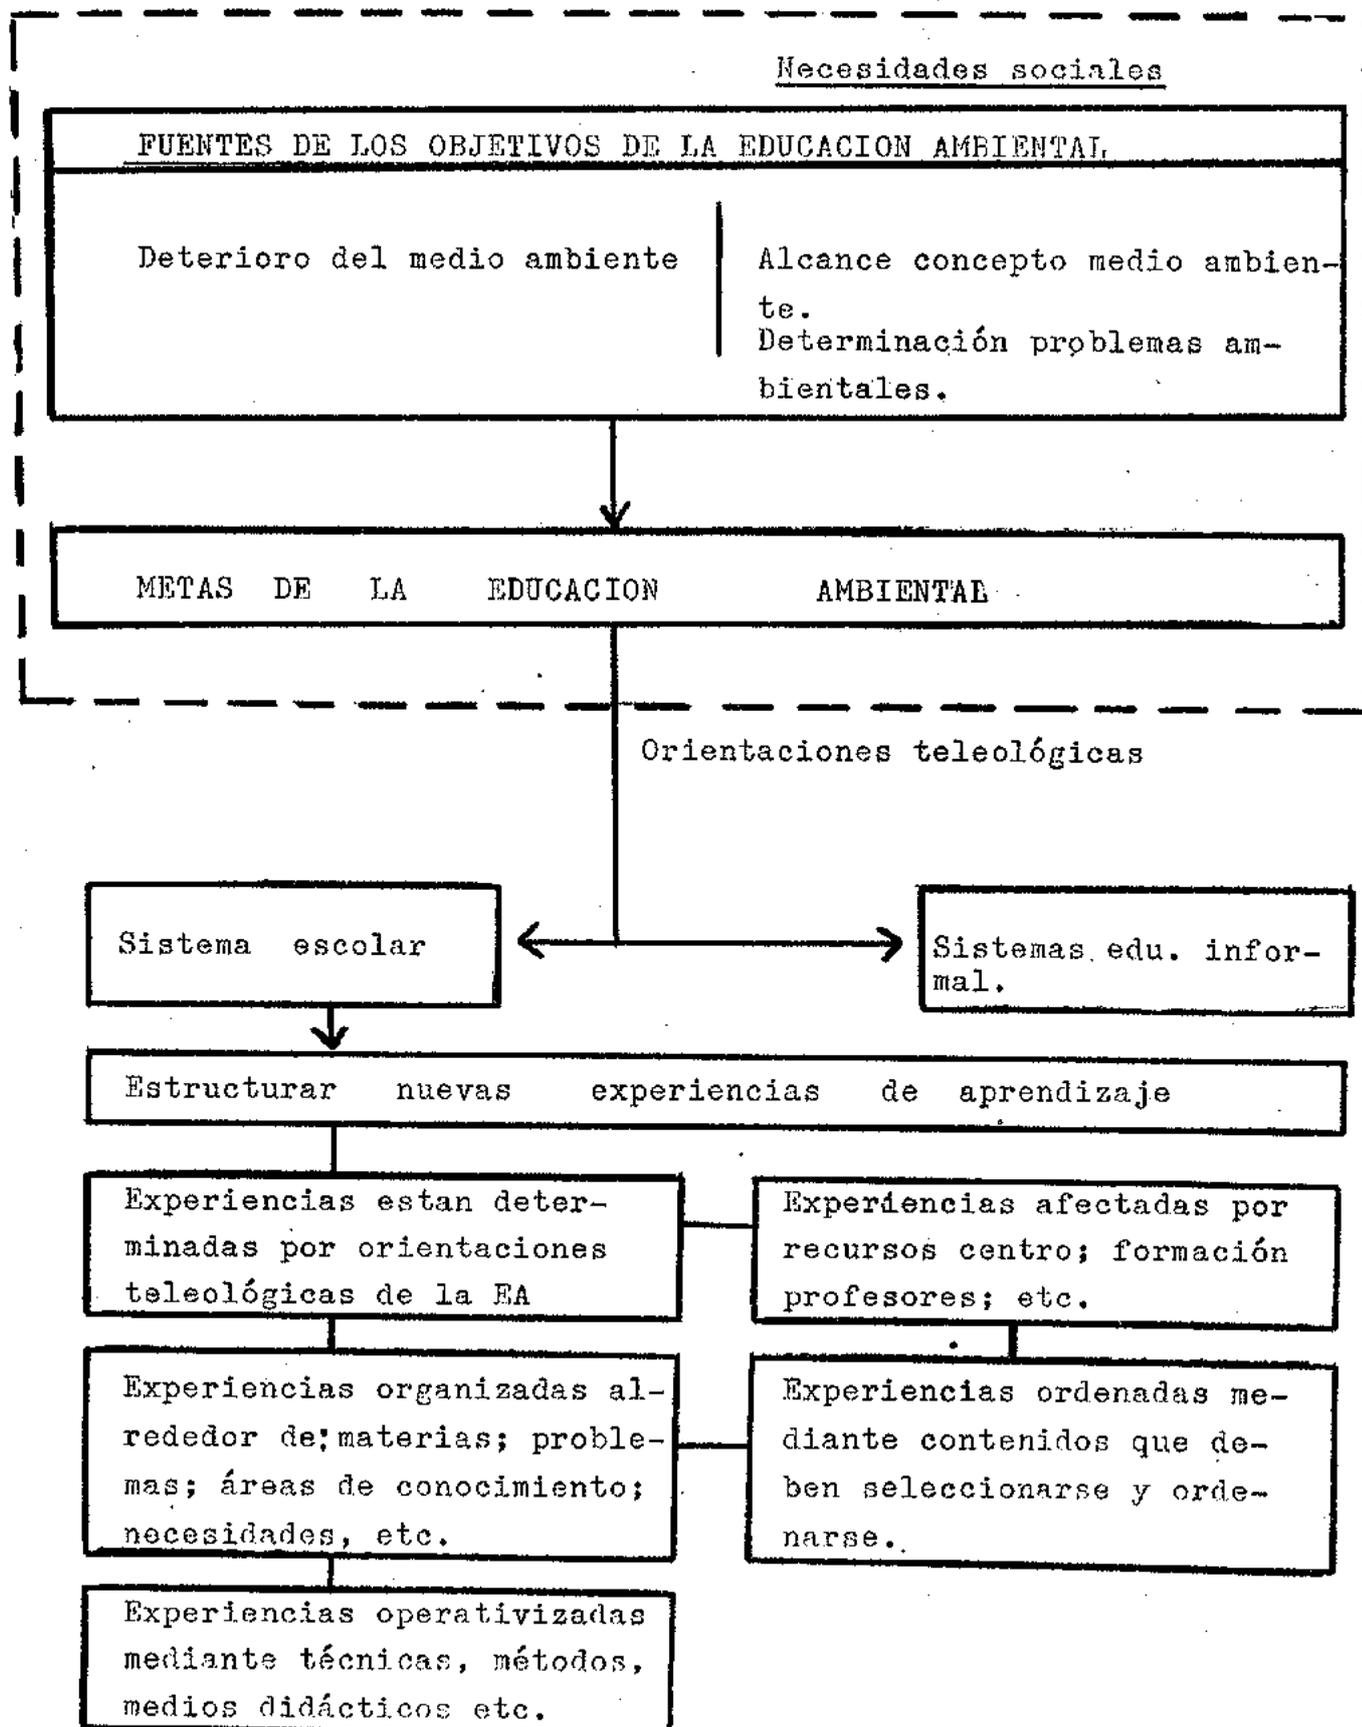 Necesidades sociales
FUENTES DE LOS OBJETIVOS DE LA EDUCACION AMBIENTAL
Deterioro del medio ambiente
Alcance concepto medio ambien-
te.
Determinación problemas am-
bientales.
METAS DE LA EDUCACION AMBIENTAL
Orientaciones teleológicas
Sistema escolar
Sistemas edu. infor-
mal.
Estructurar nuevas experiencias de aprendizaje
Experiencias estan deter-
minadas por orientaciones
teleológicas de la EA
Experiencias afectadas por
recursos centro; formación
profesores; etc.
Experiencias organizadas al-
rededor de: materias; proble-
mas; áreas de conocimiento;
necesidades, etc.
Experiencias ordenadas me-
diante contenidos que de-
ben seleccionarse y orde-
narse.
Experiencias operativizadas
mediante técnicas, métodos,
medios didácticos etc.